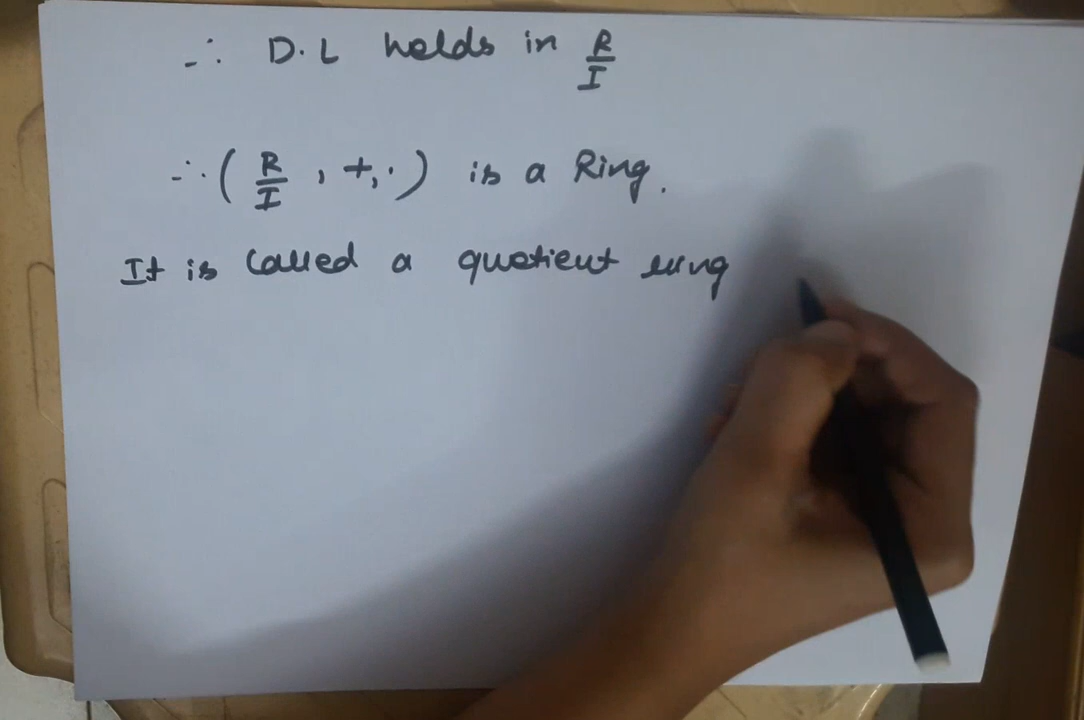 ∴ D.L holds in R/I
∴ (R/I, +, ·) is a Ring.
It is called a quotient ring